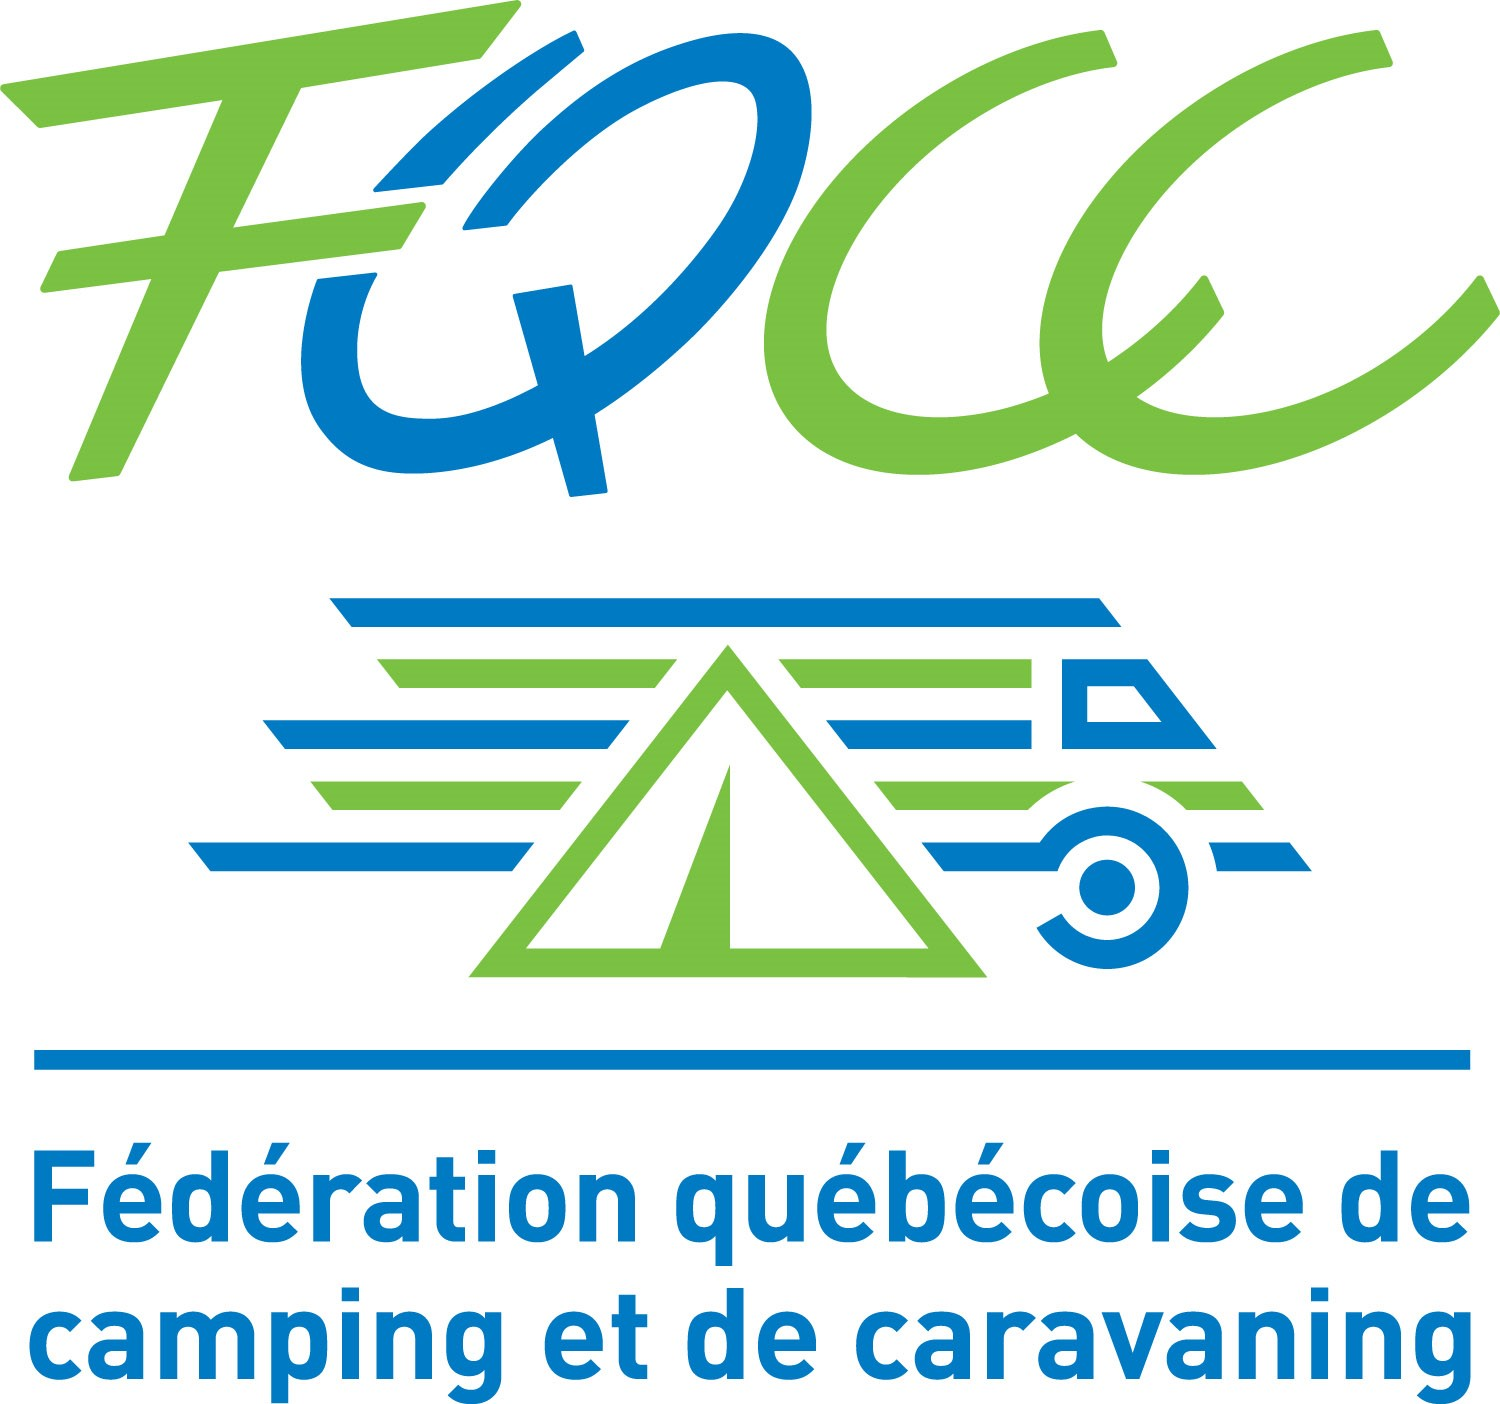 FQCC
Fédération québécoise de
camping et de caravaning